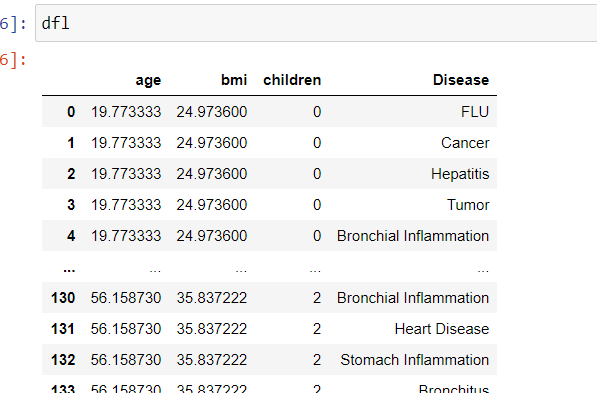 6]: dfl
6]:
age bmi children Disease
0 19.773333 24.973600 0 FLU
1 19.773333 24.973600 0 Cancer
2 19.773333 24.973600 0 Hepatitis
3 19.773333 24.973600 0 Tumor
4 19.773333 24.973600 0 Bronchial Inflammation
... ... ... ... ...
130 56.158730 35.837222 2 Bronchial Inflammation
131 56.158730 35.837222 2 Heart Disease
132 56.158730 35.837222 2 Stomach Inflammation
133 56.158730 35.837222 2 Bronchitus